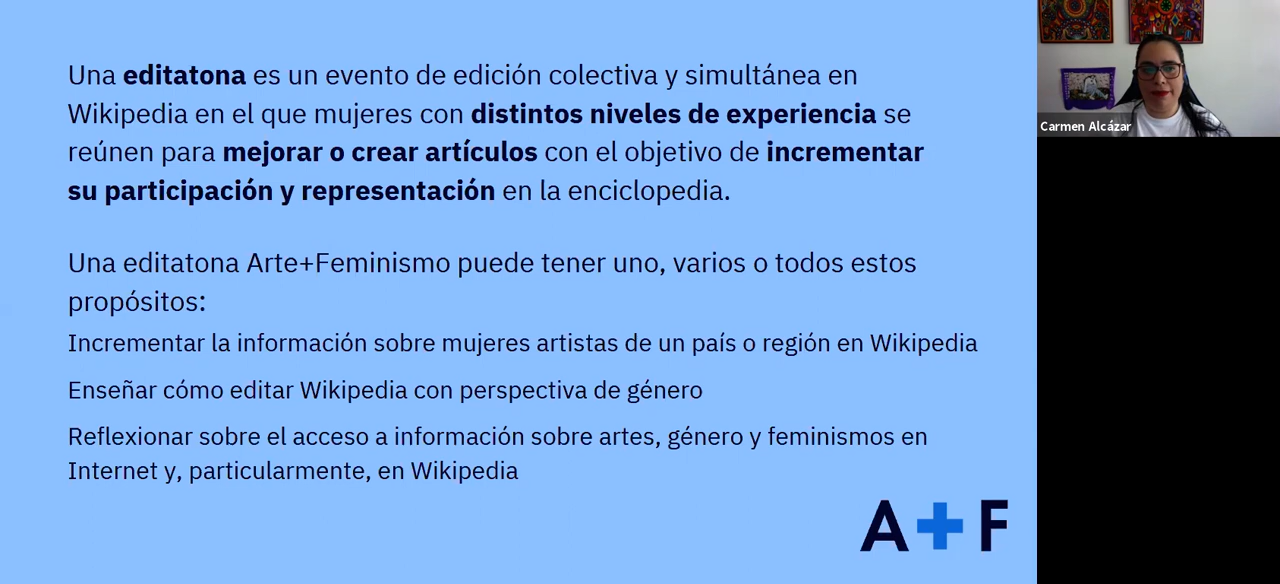 Una editatona es un evento de edición colectiva y simultánea en
Wikipedia en el que mujeres con distintos niveles de experiencia se
reúnen para mejorar o crear artículos con el objetivo de incrementar
su participación y representación en la enciclopedia.
Una editatona Arte+Feminismo puede tener uno, varios o todos estos
propósitos:
Incrementar la información sobre mujeres artistas de un país o región en Wikipedia
Enseñar cómo editar Wikipedia con perspectiva de género
Reflexionar sobre el acceso a información sobre artes, género y feminismos en
Internet y, particularmente, en Wikipedia
A+F
Carmen Alcázar